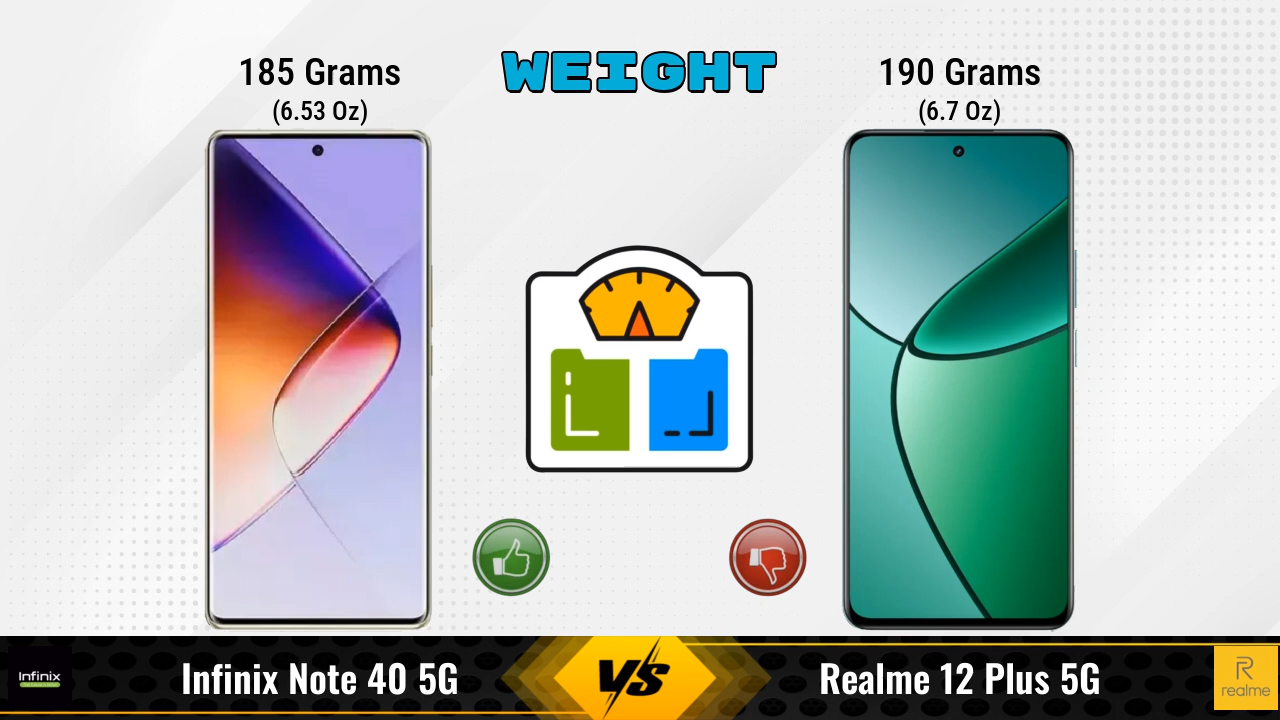 WEIGHT
185 Grams
(6.53 Oz)
190 Grams
(6.7 Oz)
Infinix
Infinix Note 40 5G
VS
Realme 12 Plus 5G
R
realme